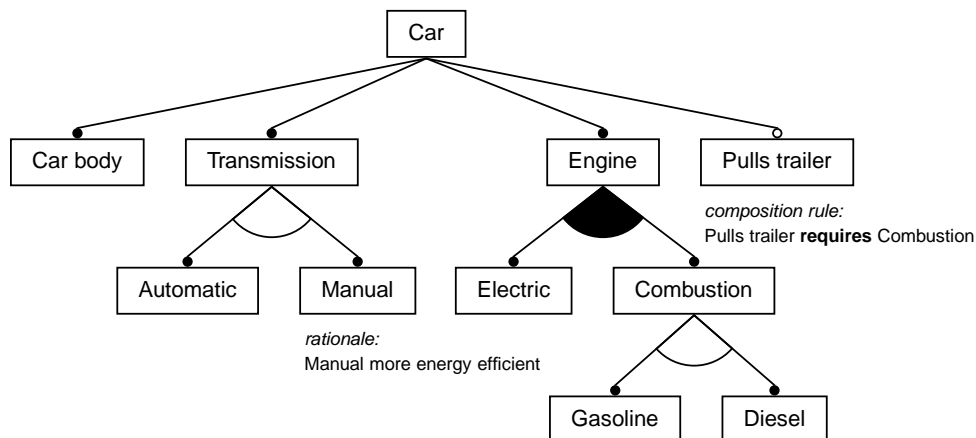 Car
Car body
Transmission
Engine
Pulls trailer
composition rule:
Pulls trailer requires Combustion
Automatic
Manual
Electric
Combustion
rationale:
Manual more energy efficient
Gasoline
Diesel